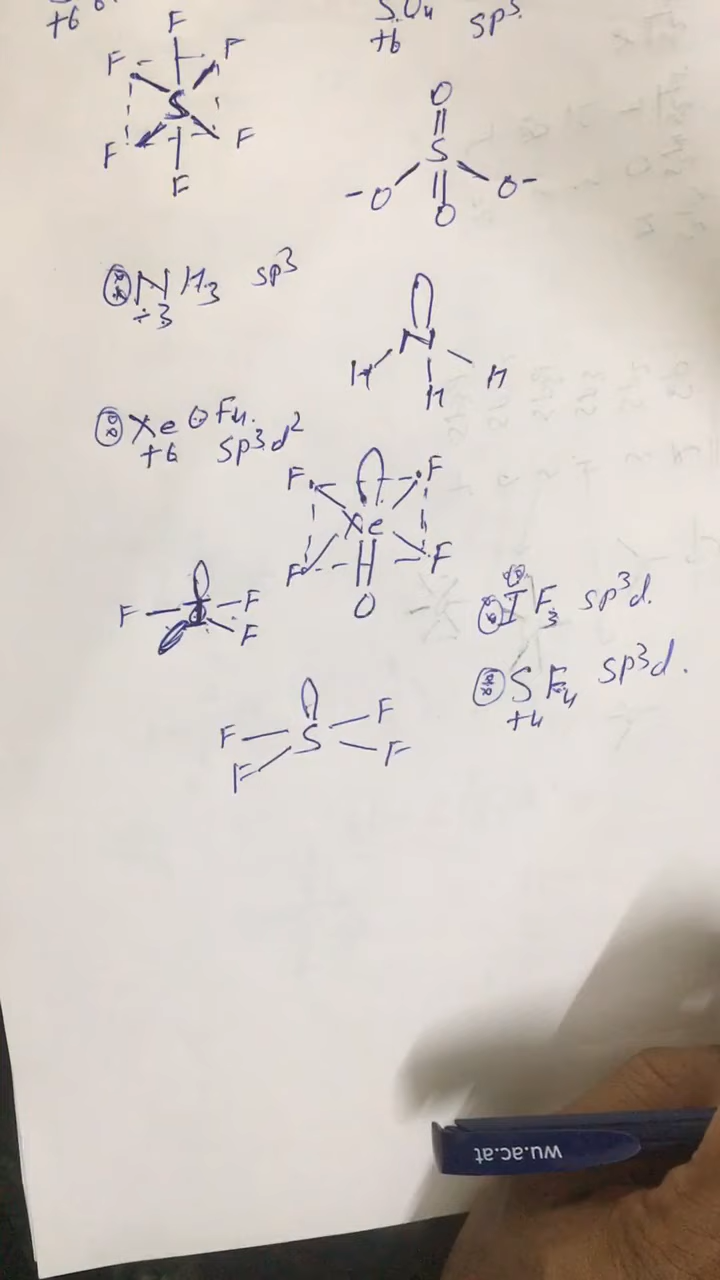 +6
SO4 sp3
+6
F
F F
S
F F
F
O
S
-O O-
O
NH3 sp3
+3
N
H H
H
XeOF4.
+6 sp3d2
F F
Xe
F F
O
IF3 sp3d.
F F
F
SF4 sp3d.
+4
F F
S
F F
wu.ac.at